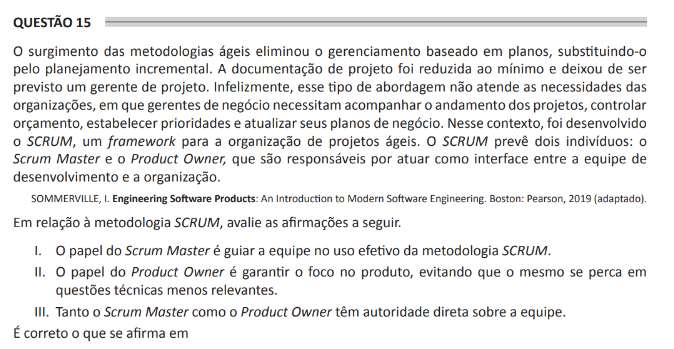 QUESTÃO 15
O surgimento das metodologias ágeis eliminou o gerenciamento baseado em planos, substituindo-o
pelo planejamento incremental. A documentação de projeto foi reduzida ao mínimo e deixou de ser
previsto um gerente de projeto. Infelizmente, esse tipo de abordagem não atende as necessidades das
organizações, em que gerentes de negócio necessitam acompanhar o andamento dos projetos, controlar
orçamento, estabelecer prioridades e atualizar seus planos de negócio. Nesse contexto, foi desenvolvido
o SCRUM, um framework para a organização de projetos ágeis. O SCRUM prevê dois indivíduos: o
Scrum Master e o Product Owner, que são responsáveis por atuar como interface entre a equipe de
desenvolvimento e a organização.
SOMMERVILLE, I. Engineering Software Products: An Introduction to Modern Software Engineering. Boston: Pearson, 2019 (adaptado).
Em relação à metodologia SCRUM, avalie as afirmações a seguir.
I. O papel do Scrum Master é guiar a equipe no uso efetivo da metodologia SCRUM.
II. O papel do Product Owner é garantir o foco no produto, evitando que o mesmo se perca em
questões técnicas menos relevantes.
III. Tanto o Scrum Master como o Product Owner têm autoridade direta sobre a equipe.
É correto o que se afirma em